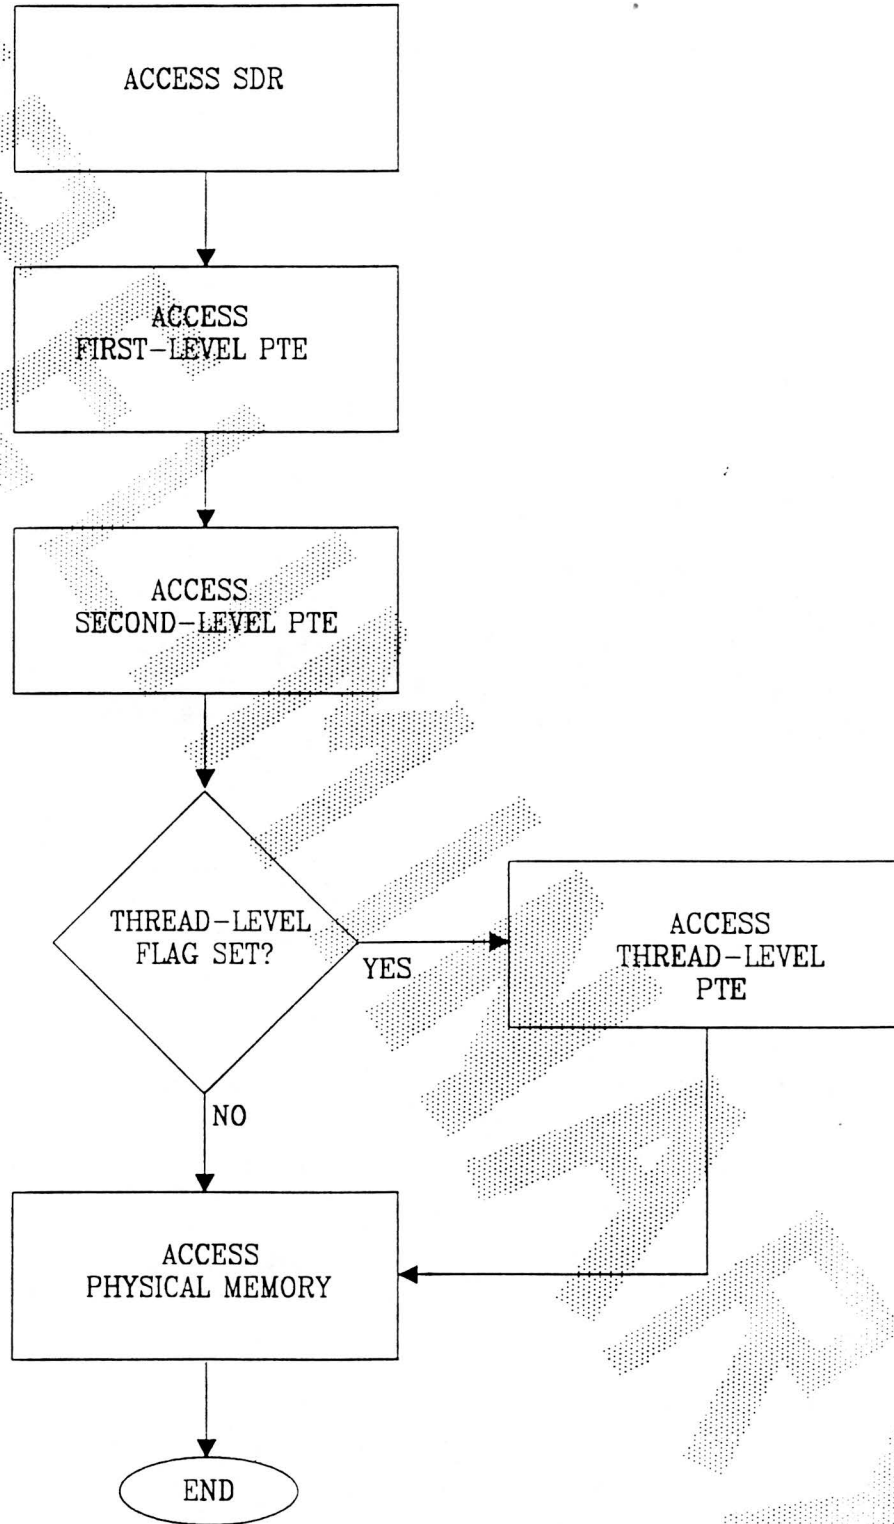 ACCESS SDR
ACCESS
FIRST-LEVEL PTE
ACCESS
SECOND-LEVEL PTE
THREAD-LEVEL
FLAG SET?
YES
ACCESS
THREAD-LEVEL
PTE
NO
ACCESS
PHYSICAL MEMORY
END